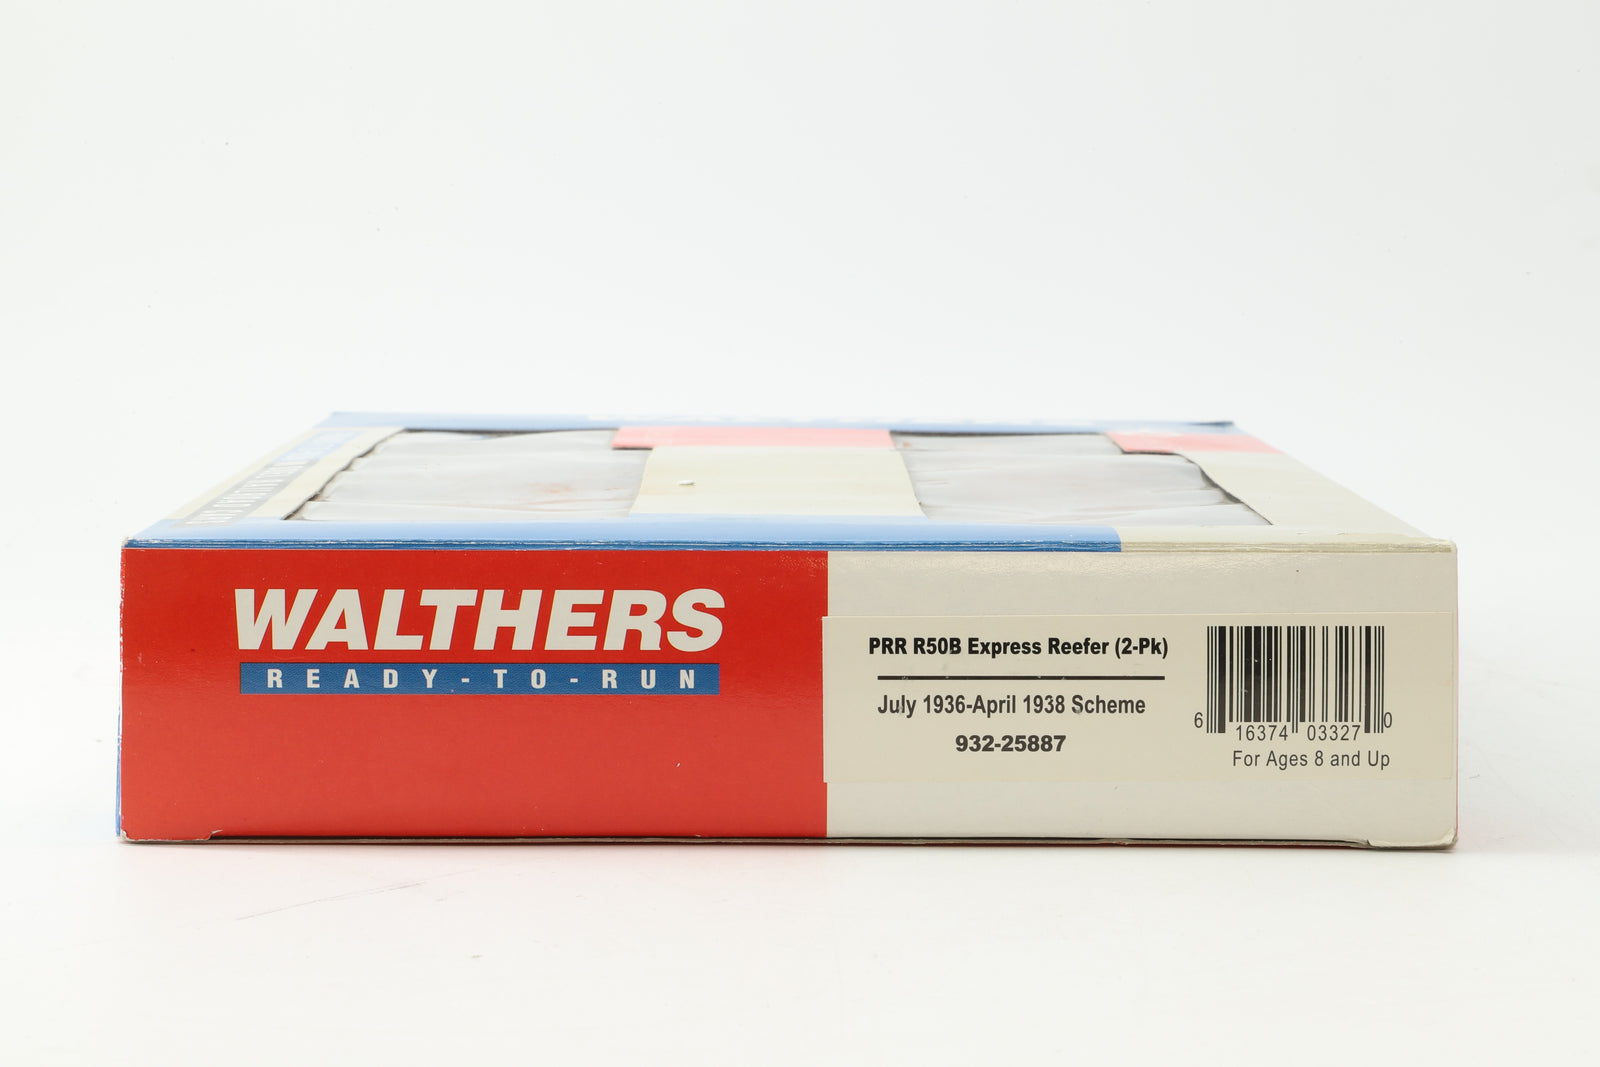 WALTHERS
READY-TO-RUN
PRR R50B Express Reefer (2-Pk)
July 1936-April 1938 Scheme
932-25887
6 16374 03327 0
For Ages 8 and Up